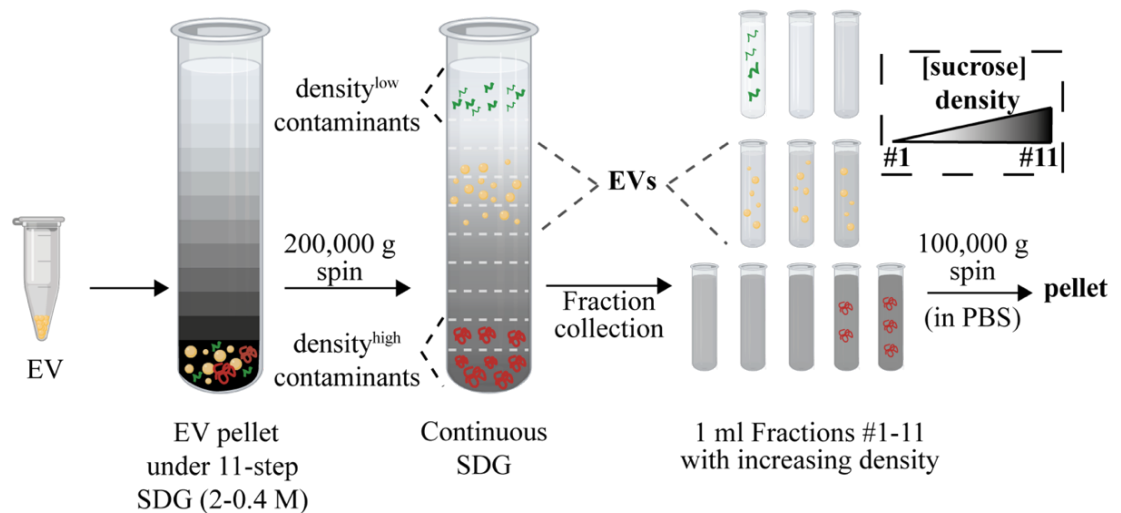 EV
EV pellet
under 11-step
SDG (2-0.4 M)
200,000 g
spin
density^low
contaminants
density^high
contaminants
Continuous
SDG
EVs
Fraction
collection
[sucrose]
density
#1
#11
1 ml Fractions #1-11
with increasing density
100,000 g
spin
(in PBS)
pellet